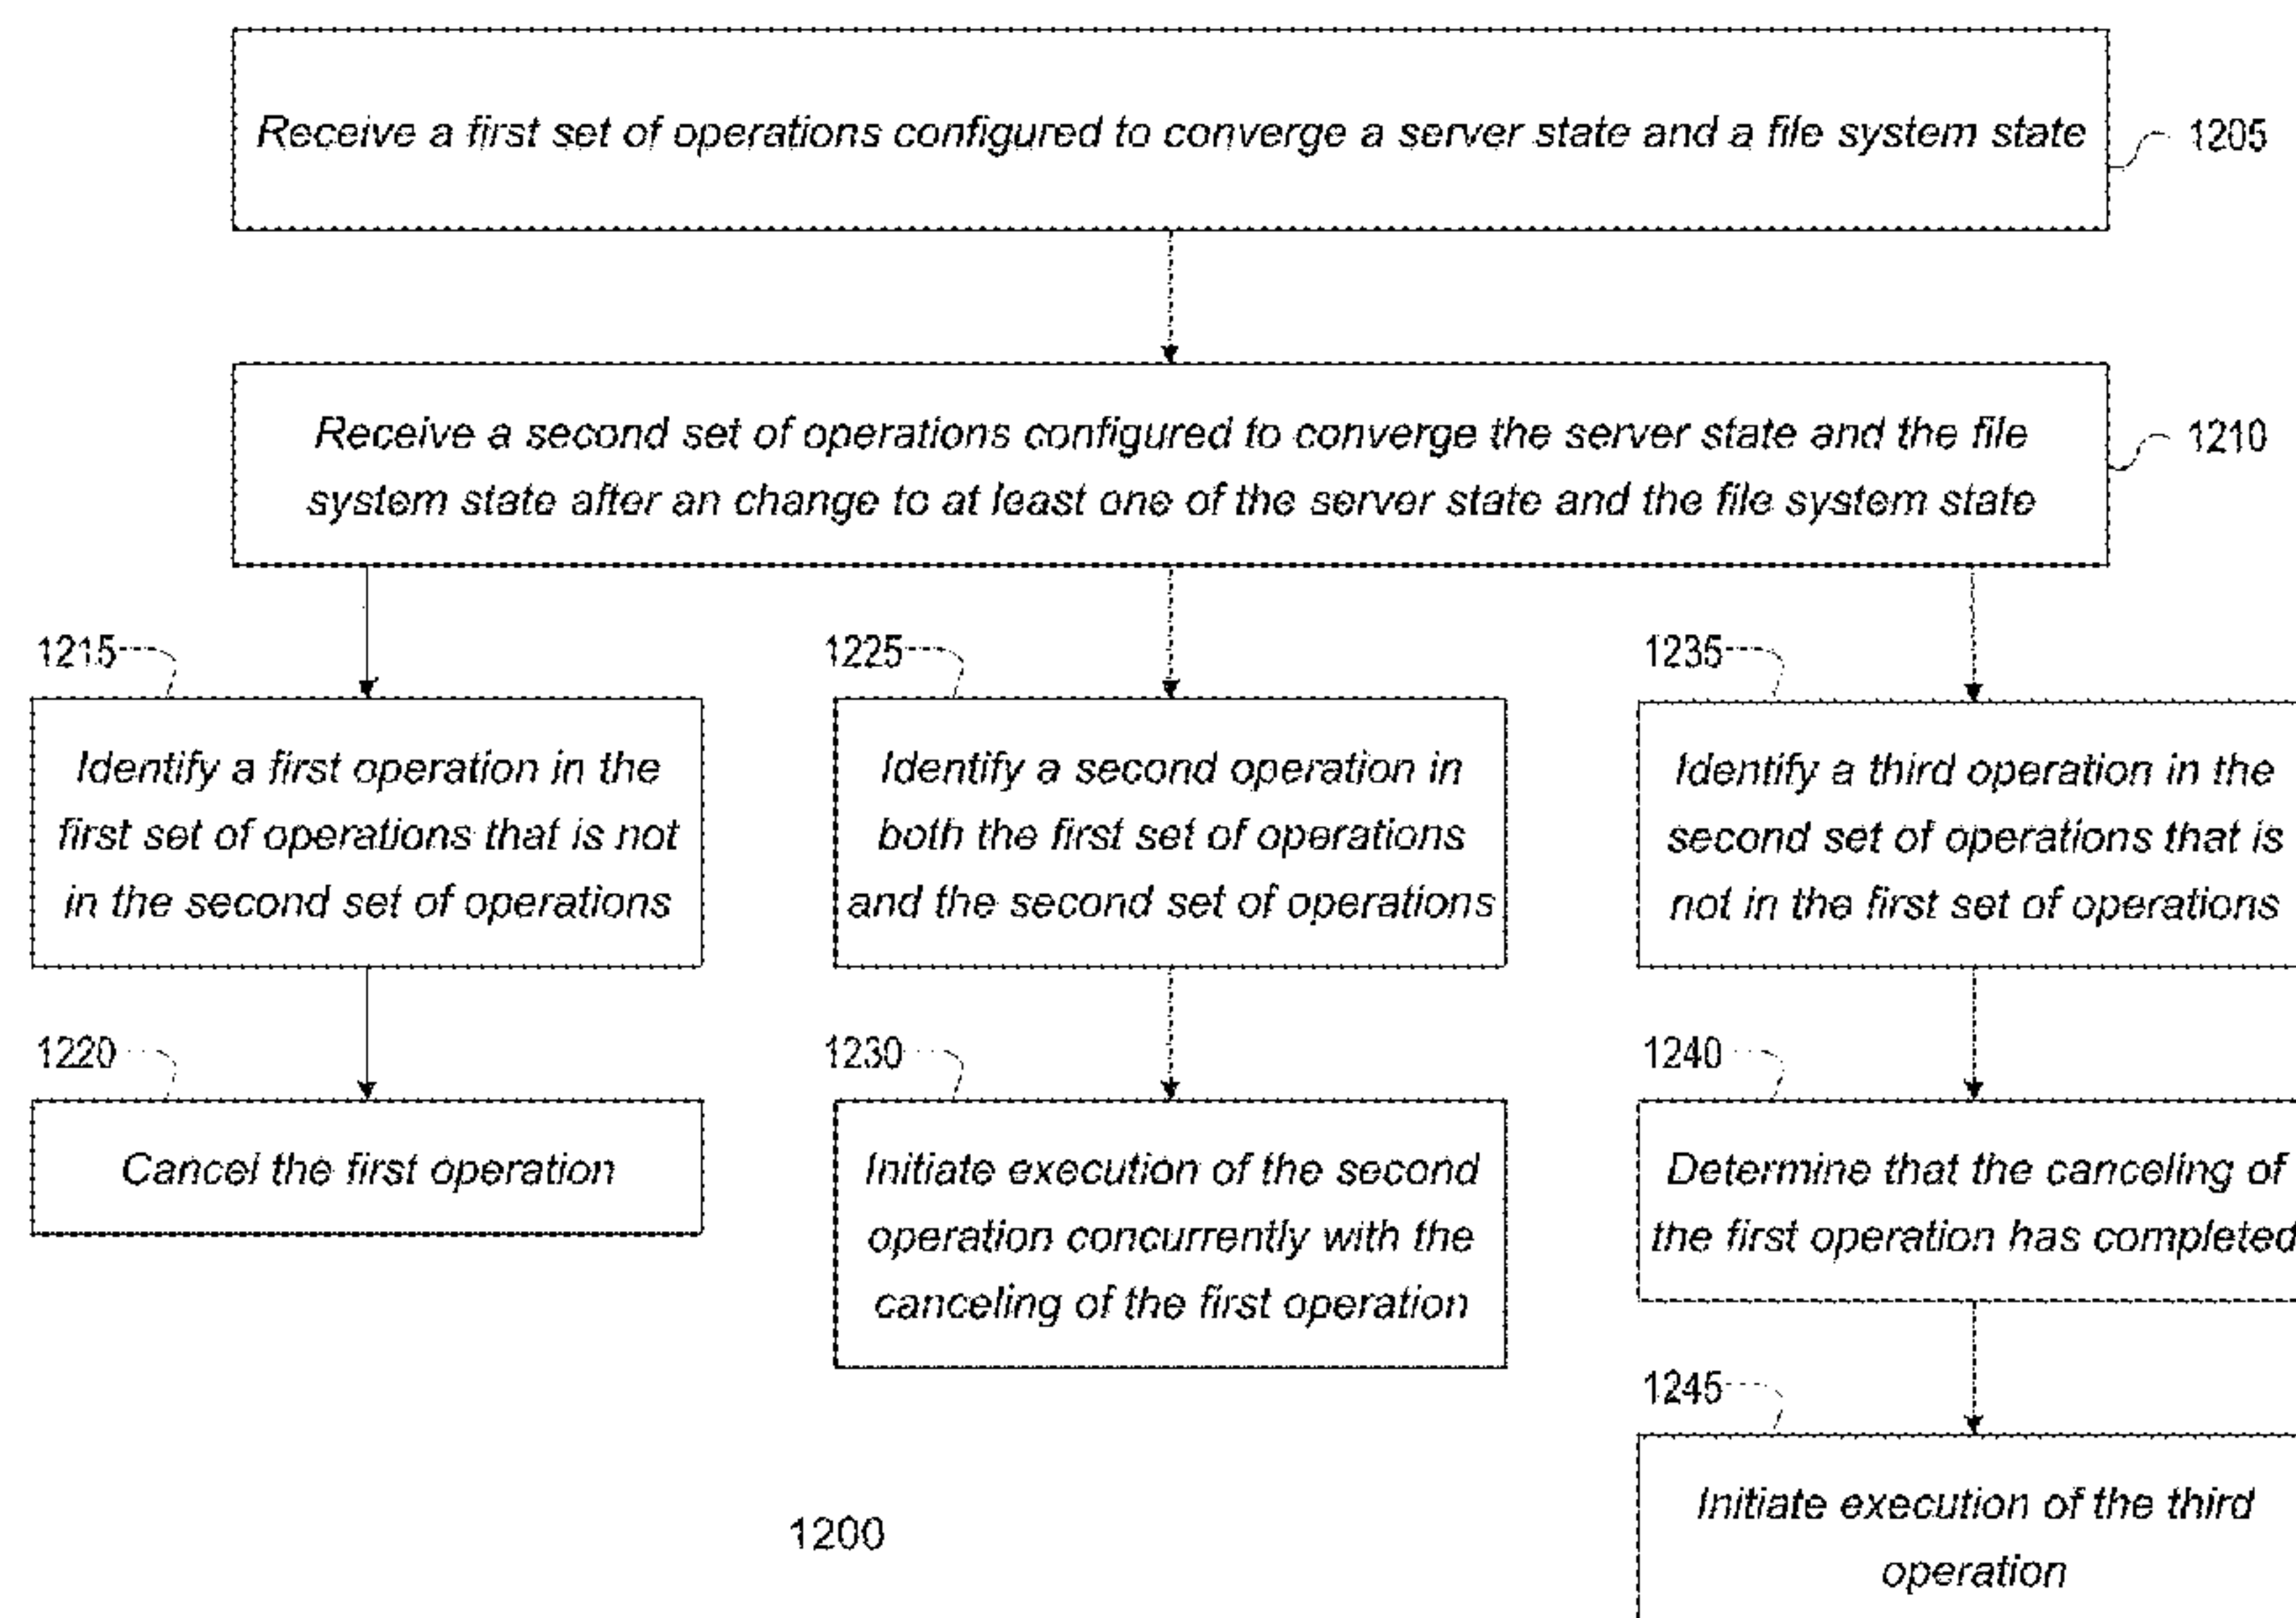 Receive a first set of operations configured to converge a server state and a file system state
1205
Receive a second set of operations configured to converge the server state and the file
system state after an change to at least one of the server state and the file system state
1210
1215
Identify a first operation in the
first set of operations that is not
in the second set of operations
1220
Cancel the first operation
1225
Identify a second operation in
both the first set of operations
and the second set of operations
1230
Initiate execution of the second
operation concurrently with the
canceling of the first operation
1235
Identify a third operation in the
second set of operations that is
not in the first set of operations
1240
Determine that the canceling of
the first operation has completed
1245
Initiate execution of the third
operation
1200